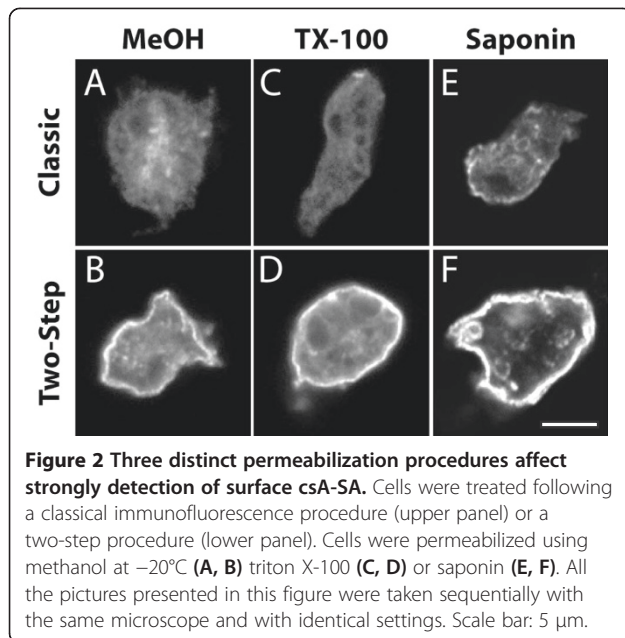 MeOH TX-100 Saponin
Classic
A C E
Two-Step
B D F
Figure 2 Three distinct permeabilization procedures affect
strongly detection of surface csA-SA. Cells were treated following
a classical immunofluorescence procedure (upper panel) or a
two-step procedure (lower panel). Cells were permeabilized using
methanol at −20°C (A, B) triton X-100 (C, D) or saponin (E, F). All
the pictures presented in this figure were taken sequentially with
the same microscope and with identical settings. Scale bar: 5 μm.